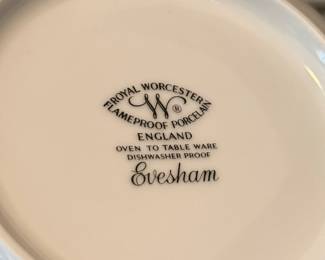 ROYAL WORCESTER
W ®
FLAMEPROOF PORCELAIN
ENGLAND
OVEN TO TABLE WARE
DISHWASHER PROOF
Evesham